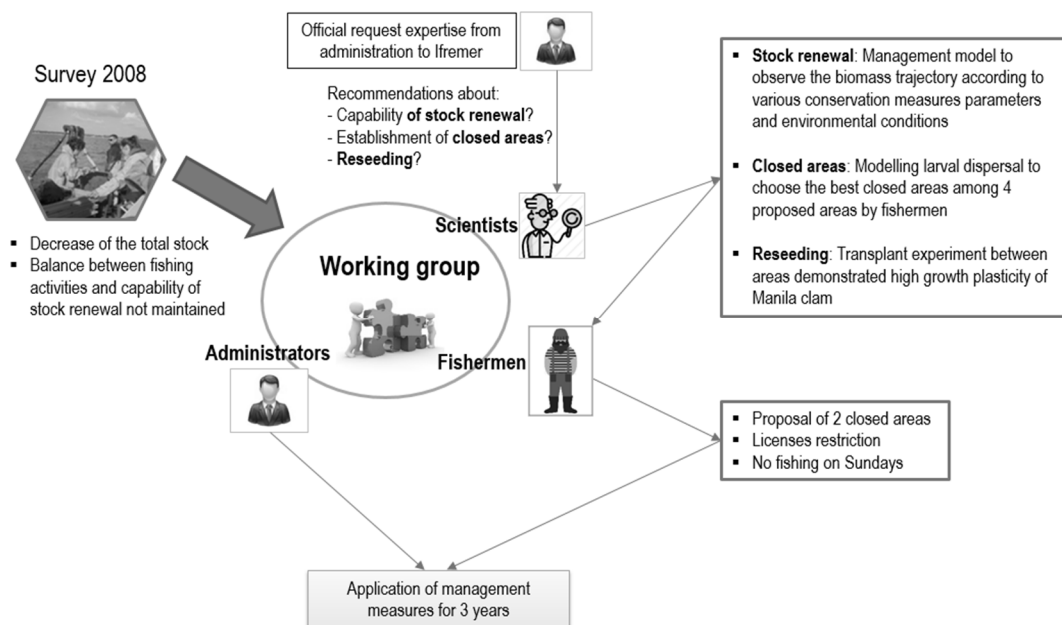 Official request expertise from
administration to Ifremer
Survey 2008
Recommendations about:
- Capability of stock renewal?
- Establishment of closed areas?
- Reseeding?
▪ Decrease of the total stock
▪ Balance between fishing
activities and capability of
stock renewal not maintained
Working group
Scientists
Administrators
Fishermen
▪ Stock renewal: Management model to
observe the biomass trajectory according to
various conservation measures parameters
and environmental conditions
▪ Closed areas: Modelling larval dispersal to
choose the best closed areas among 4
proposed areas by fishermen
▪ Reseeding: Transplant experiment between
areas demonstrated high growth plasticity of
Manila clam
▪ Proposal of 2 closed areas
▪ Licenses restriction
▪ No fishing on Sundays
Application of management
measures for 3 years